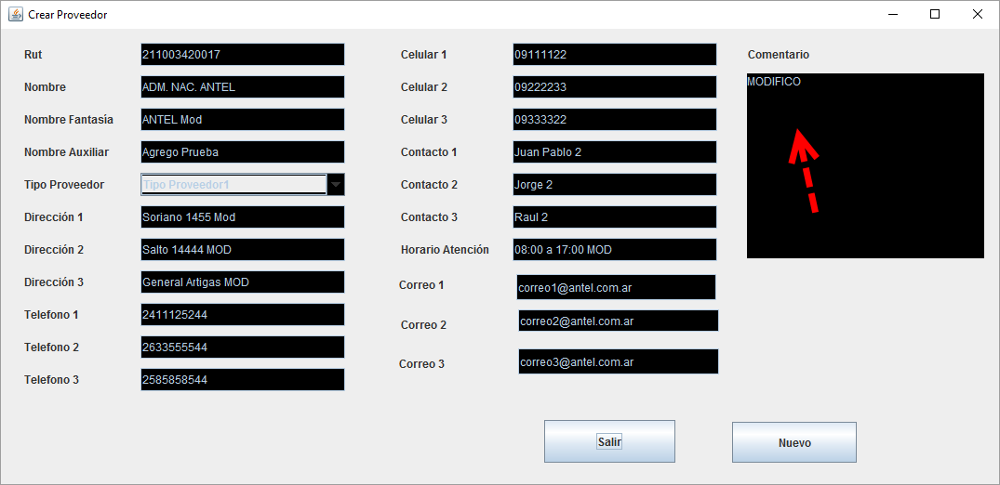 Crear Proveedor
Rut 211003420017
Nombre ADM. NAC. ANTEL
Nombre Fantasía ANTEL Mod
Nombre Auxiliar Agrego Prueba
Tipo Proveedor Tipo Proveedor1
Dirección 1 Soriano 1455 Mod
Dirección 2 Salto 14444 MOD
Dirección 3 General Artigas MOD
Telefono 1 2411125244
Telefono 2 2633555544
Telefono 3 2585858544
Celular 1 09111122
Celular 2 09222233
Celular 3 09333322
Contacto 1 Juan Pablo 2
Contacto 2 Jorge 2
Contacto 3 Raul 2
Horario Atención 08:00 a 17:00 MOD
Correo 1 correo1@antel.com.ar
Correo 2 correo2@antel.com.ar
Correo 3 correo3@antel.com.ar
Comentario
MODIFICO
Salir
Nuevo